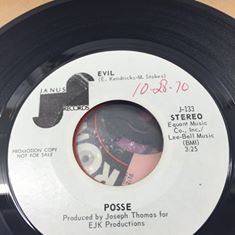 EVIL
(E. Kendricks-M. Stokes)
10-28-70
JANUS
RECORDS
J-133
STEREO
Equant Music
Co., Inc./
Lee-Bell Music
(BMI)
3:25
PROMOTION COPY
NOT FOR SALE
POSSE
Produced by Joseph Thomas for
EJK Productions